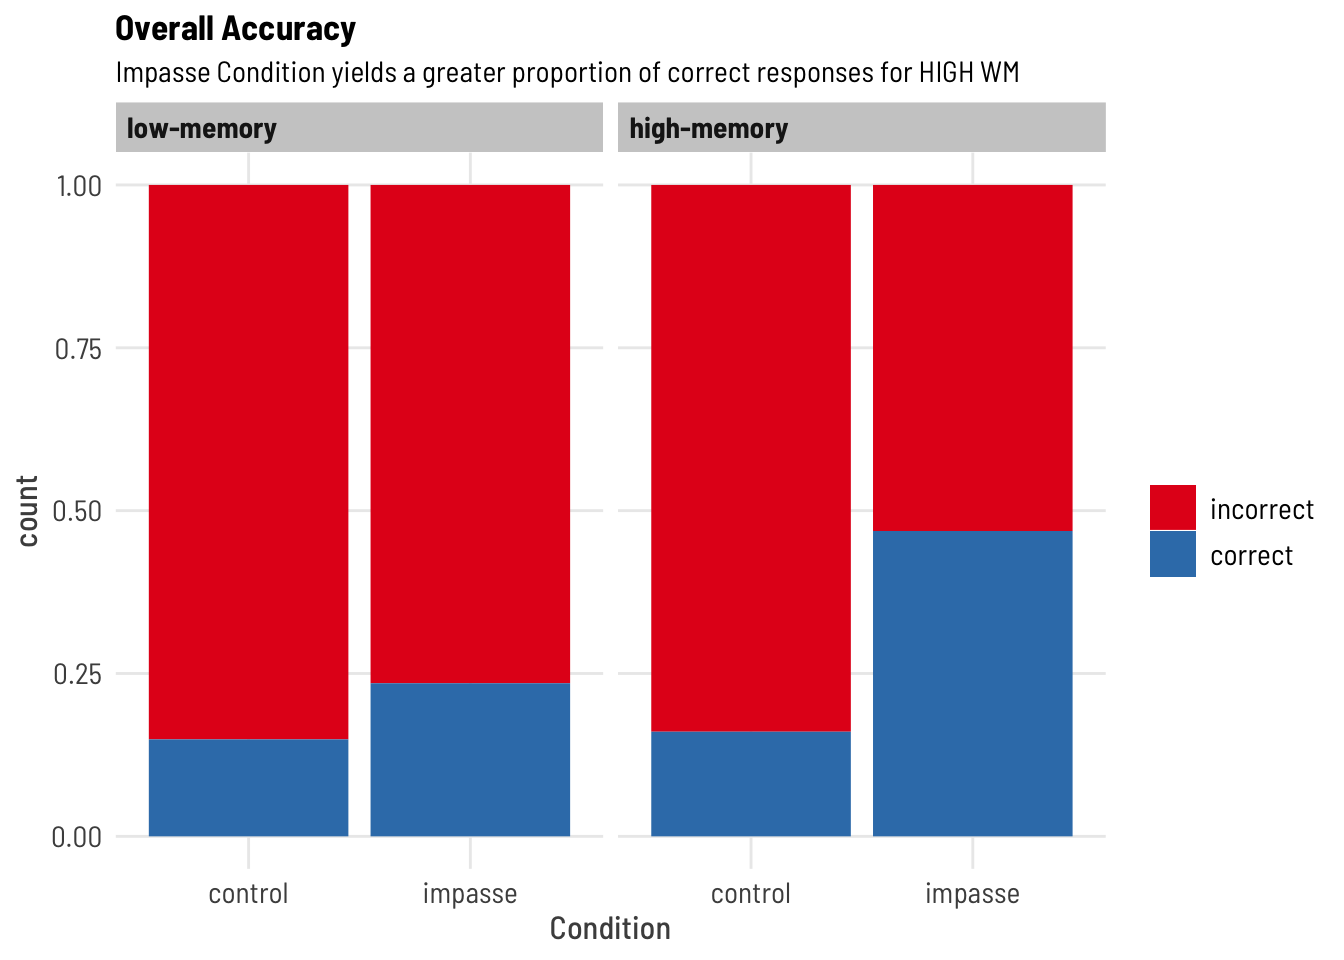 Overall Accuracy
Impasse Condition yields a greater proportion of correct responses for HIGH WM
low-memory
high-memory
1.00
0.75
0.50
0.25
0.00
count
control
impasse
control
impasse
Condition
incorrect
correct